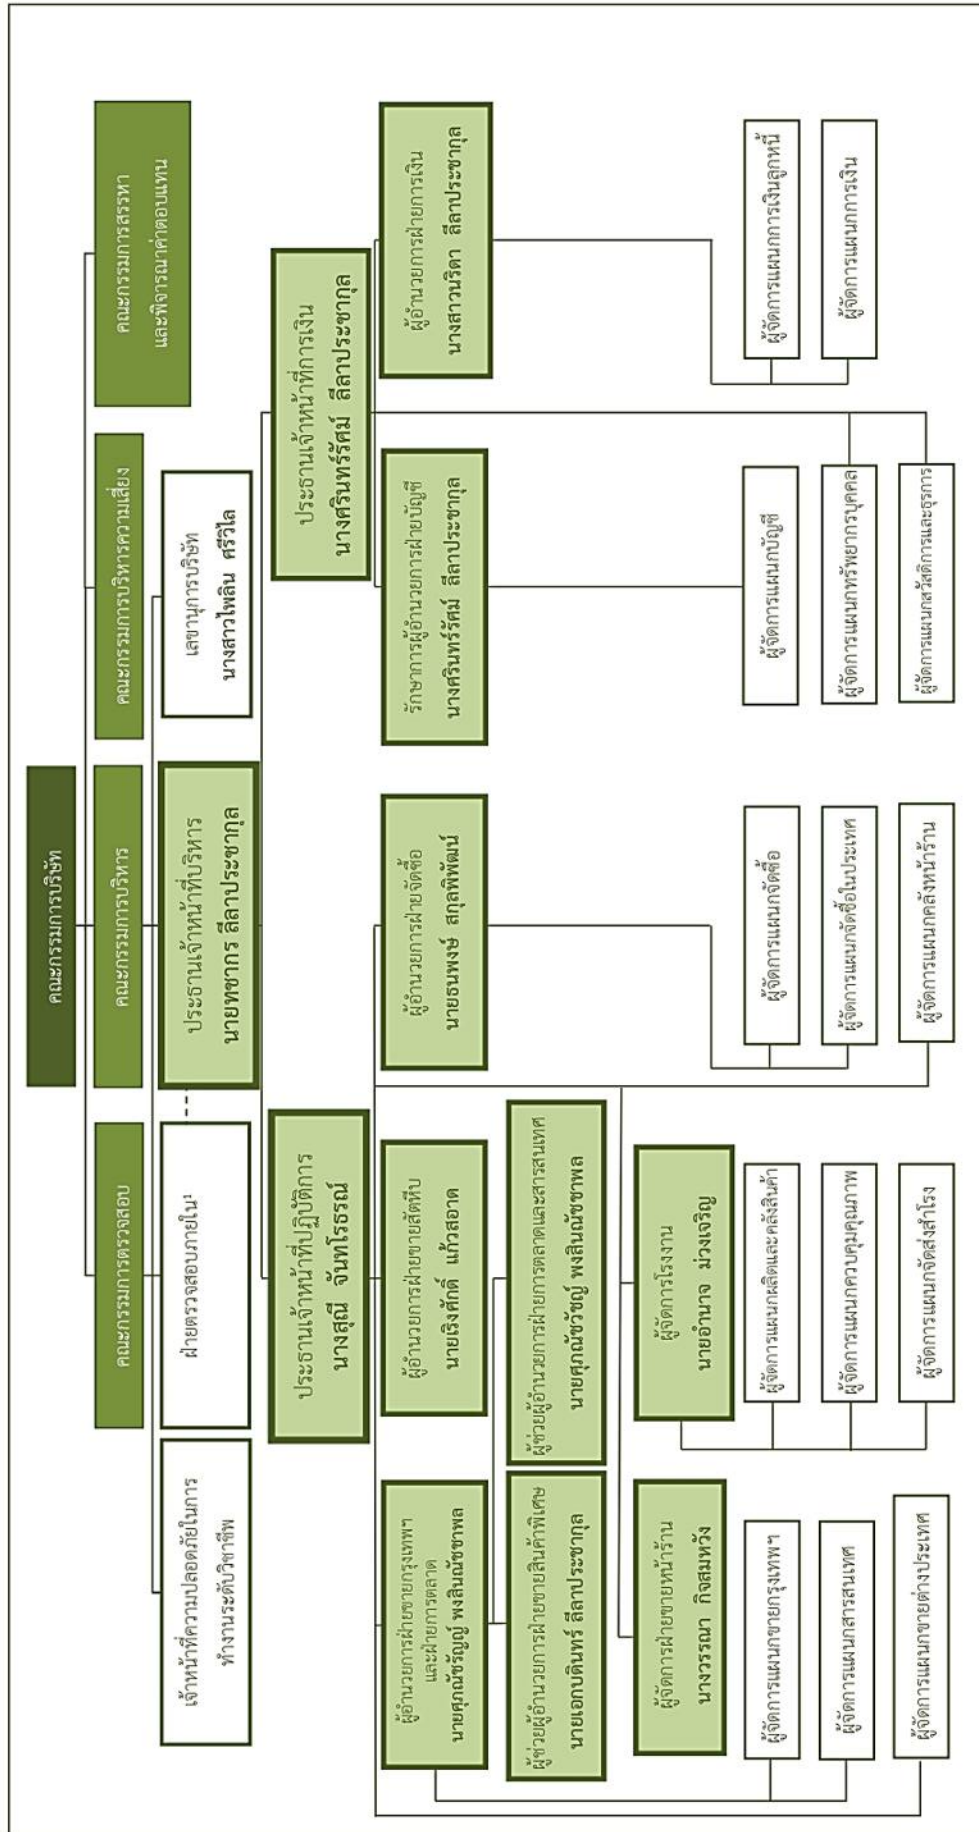 คณะกรรมการบริษัท
คณะกรรมการตรวจสอบ
คณะกรรมการบริหาร
คณะกรรมการบริหารความเสี่ยง
คณะกรรมการสรรหา
และพิจารณาค่าตอบแทน
เจ้าหน้าที่ความปลอดภัยในการ
ทำงานระดับวิชาชีพ
ฝ่ายตรวจสอบภายใน¹
ประธานเจ้าหน้าที่บริหาร
นายทชากร ลีลาประชากุล
เลขานุการบริษัท
นางสาวไพลิน ศรีวิไล
ประธานเจ้าหน้าที่ปฏิบัติการ
นางสุณี จันทโรธรณ์
ประธานเจ้าหน้าที่การเงิน
นางศรินทร์รัศม์ ลีลาประชากุล
ผู้อำนวยการฝ่ายขายกรุงเทพฯ
และฝ่ายการตลาด
นายศุภณัชรัญญ์ พงสินณัชชาพล
ผู้อำนวยการฝ่ายขายสัตหีบ
นายเริงศักดิ์ แก้วสอาด
ผู้อำนวยการฝ่ายจัดซื้อ
นายธนพงษ์ สกุลพิพัฒน์
รักษาการผู้อำนวยการฝ่ายบัญชี
นางศรินทร์รัศม์ ลีลาประชากุล
ผู้อำนวยการฝ่ายการเงิน
นางสาวนริตา ลีลาประชากุล
ผู้ช่วยผู้อำนวยการฝ่ายขายสินค้าพิเศษ
นายเอกบดินทร์ ลีลาประชากุล
ผู้ช่วยผู้อำนวยการฝ่ายการตลาดและสารสนเทศ
นายศุภณัชวัชญ์ พงสินณัชชาพล
ผู้จัดการฝ่ายขายหน้าร้าน
นางวรรณา กิจสมหวัง
ผู้จัดการโรงงาน
นายอำนาจ ม่วงเจริญ
ผู้จัดการแผนกขายกรุงเทพฯ
ผู้จัดการแผนกสารสนเทศ
ผู้จัดการแผนกขายต่างประเทศ
ผู้จัดการแผนกผลิตและคลังสินค้า
ผู้จัดการแผนกควบคุมคุณภาพ
ผู้จัดการแผนกจัดส่งสำโรง
ผู้จัดการแผนกจัดซื้อ
ผู้จัดการแผนกจัดซื้อในประเทศ
ผู้จัดการแผนกคลังหน้าร้าน
ผู้จัดการแผนกบัญชี
ผู้จัดการแผนกทรัพยากรบุคคล
ผู้จัดการแผนกสวัสดิการและธุรการ
ผู้จัดการแผนกการเงินลูกหนี้
ผู้จัดการแผนกการเงิน